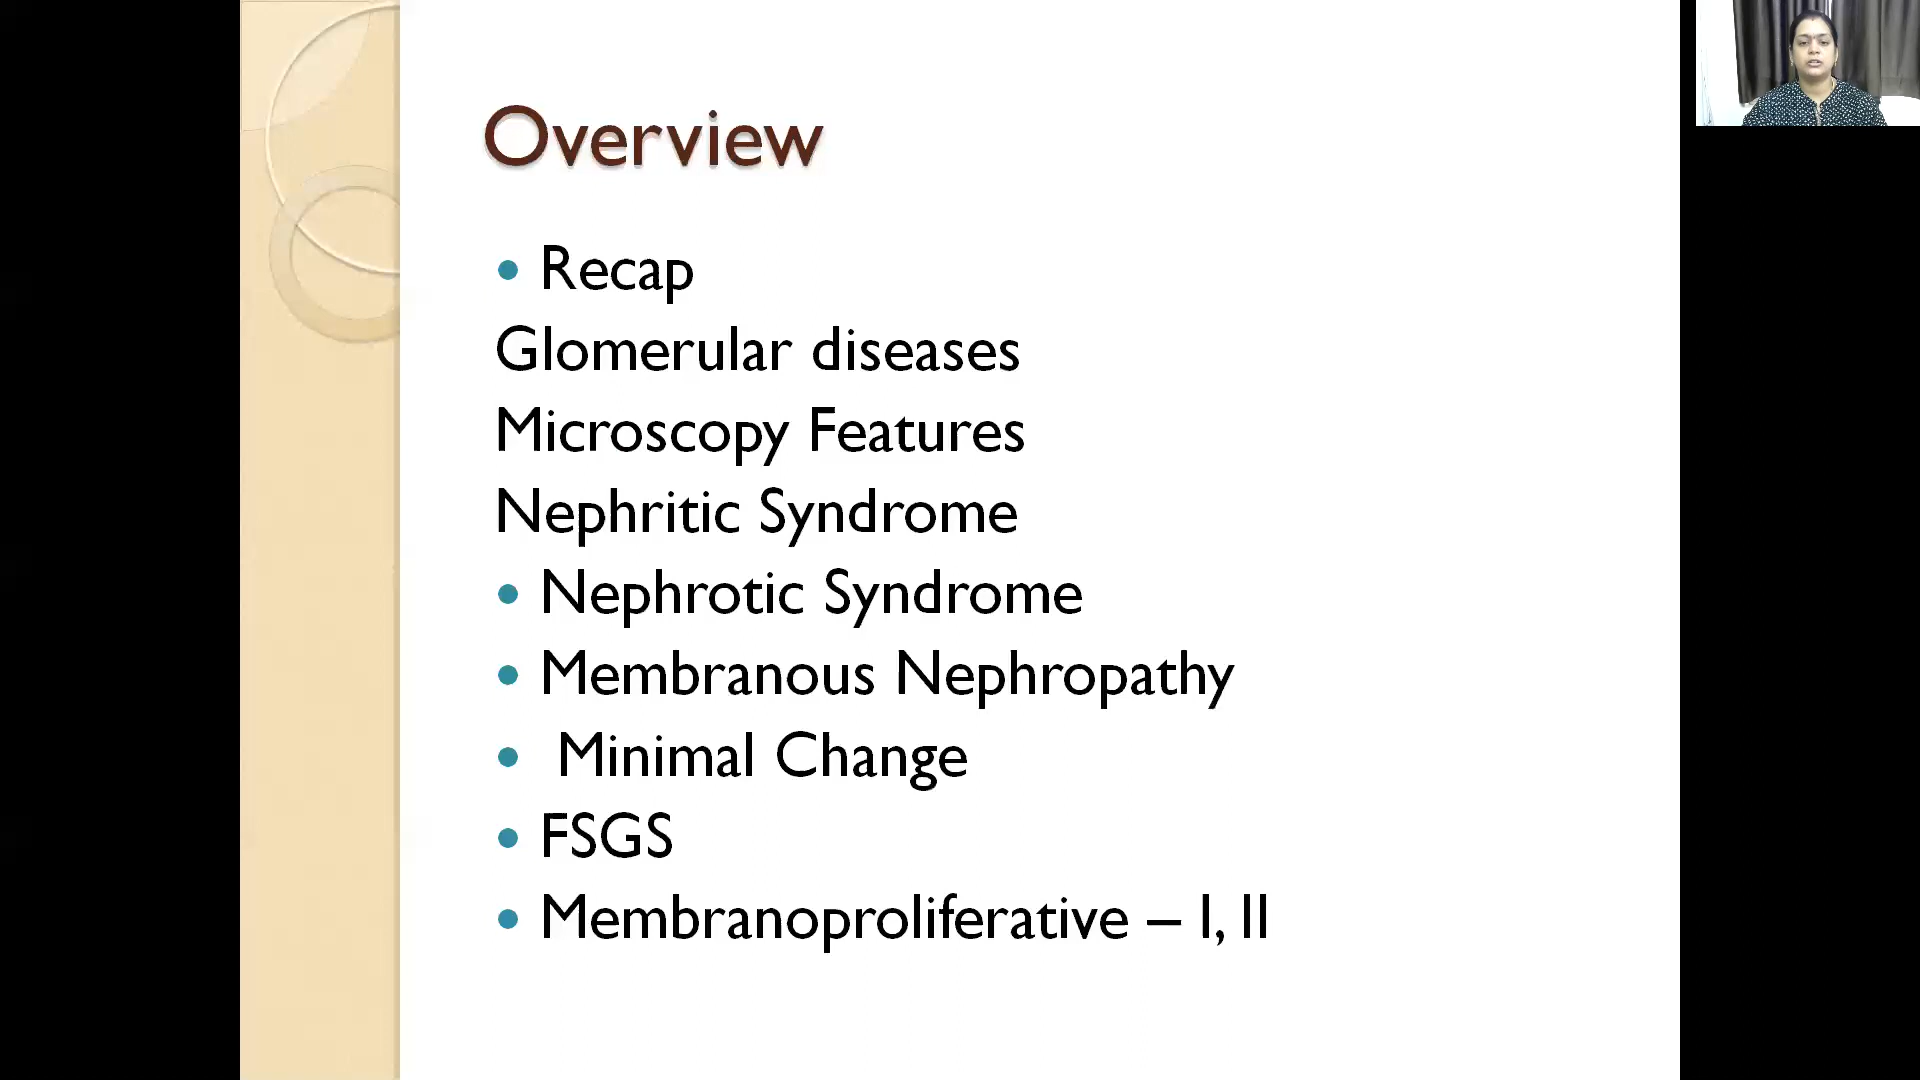 Overview
• Recap
Glomerular diseases
Microscopy Features
Nephritic Syndrome
• Nephrotic Syndrome
• Membranous Nephropathy
• Minimal Change
• FSGS
• Membranoproliferative – I, II